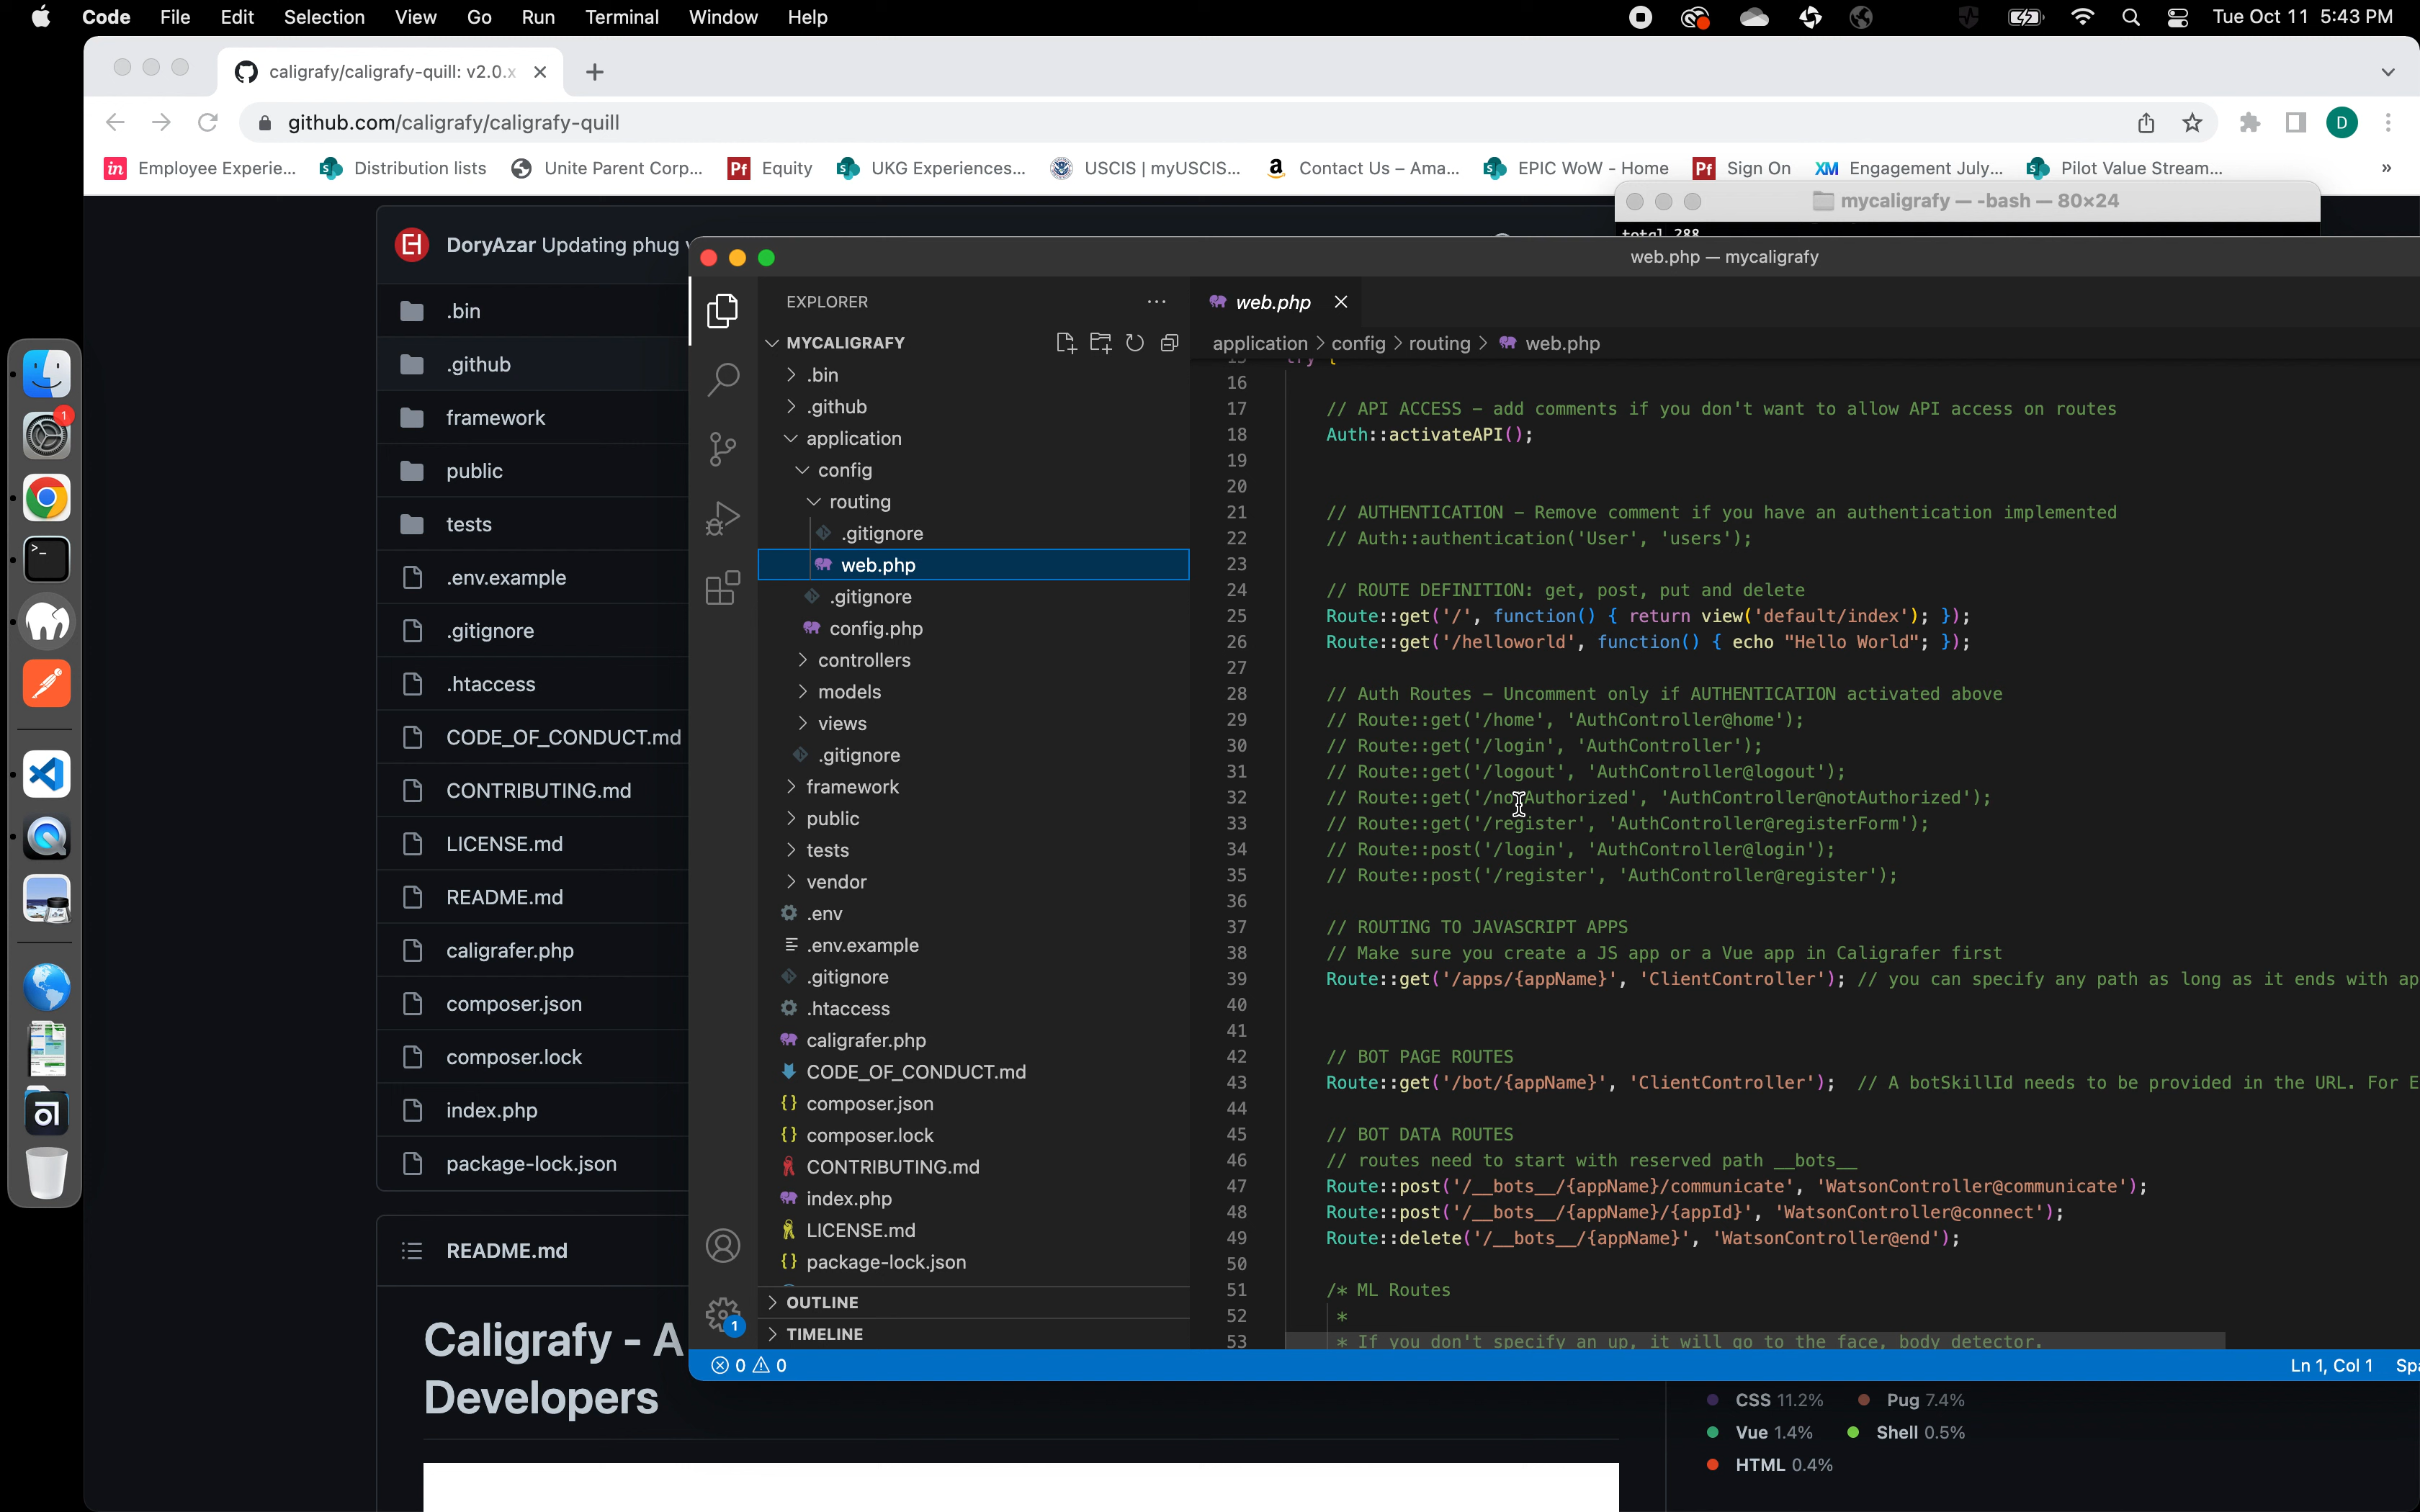 Code File Edit Selection View Go Run Terminal Window Help Tue Oct 11 5:43 PM
caligrafy/caligrafy-quill: v2.0.x
github.com/caligrafy/caligrafy-quill
D
in Employee Experie... Distribution lists Unite Parent Corp... Pf Equity UKG Experiences... USCIS | myUSCIS... Contact Us – Ama... EPIC WoW - Home Pf Sign On XM Engagement July... Pilot Value Stream... »
mycaligrafy — -bash — 80×24
total 288
DoryAzar Updating phug
.bin
.github
framework
public
tests
.env.example
.gitignore
.htaccess
CODE_OF_CONDUCT.md
CONTRIBUTING.md
LICENSE.md
README.md
caligrafer.php
composer.json
composer.lock
index.php
package-lock.json
README.md
Caligrafy - A
Developers
web.php — mycaligrafy
EXPLORER
MYCALIGRAFY
.bin
.github
application
config
routing
.gitignore
web.php
.gitignore
config.php
controllers
models
views
.gitignore
framework
public
tests
vendor
.env
.env.example
.gitignore
.htaccess
caligrafer.php
CODE_OF_CONDUCT.md
composer.json
composer.lock
CONTRIBUTING.md
index.php
LICENSE.md
package-lock.json
OUTLINE
TIMELINE
web.php
application > config > routing > web.php
15 try {
16
17 // API ACCESS – add comments if you don't want to allow API access on routes
18 Auth::activateAPI();
19
20
21 // AUTHENTICATION – Remove comment if you have an authentication implemented
22 // Auth::authentication('User', 'users');
23
24 // ROUTE DEFINITION: get, post, put and delete
25 Route::get('/', function() { return view('default/index'); });
26 Route::get('/helloworld', function() { echo "Hello World"; });
27
28 // Auth Routes – Uncomment only if AUTHENTICATION activated above
29 // Route::get('/home', 'AuthController@home');
30 // Route::get('/login', 'AuthController');
31 // Route::get('/logout', 'AuthController@logout');
32 // Route::get('/notAuthorized', 'AuthController@notAuthorized');
33 // Route::get('/register', 'AuthController@registerForm');
34 // Route::post('/login', 'AuthController@login');
35 // Route::post('/register', 'AuthController@register');
36
37 // ROUTING TO JAVASCRIPT APPS
38 // Make sure you create a JS app or a Vue app in Caligrafer first
39 Route::get('/apps/{appName}', 'ClientController'); // you can specify any path as long as it ends with ap
40
41
42 // BOT PAGE ROUTES
43 Route::get('/bot/{appName}', 'ClientController'); // A botSkillId needs to be provided in the URL. For E
44
45 // BOT DATA ROUTES
46 // routes need to start with reserved path __bots__
47 Route::post('/__bots__/{appName}/communicate', 'WatsonController@communicate');
48 Route::post('/__bots__/{appName}/{appId}', 'WatsonController@connect');
49 Route::delete('/__bots__/{appName}', 'WatsonController@end');
50
51 /* ML Routes
52 *
53 * If you don't specify an up, it will go to the face, body detector.
0 0
Ln 1, Col 1 Spa
1
1
CSS 11.2% Pug 7.4%
Vue 1.4% Shell 0.5%
HTML 0.4%